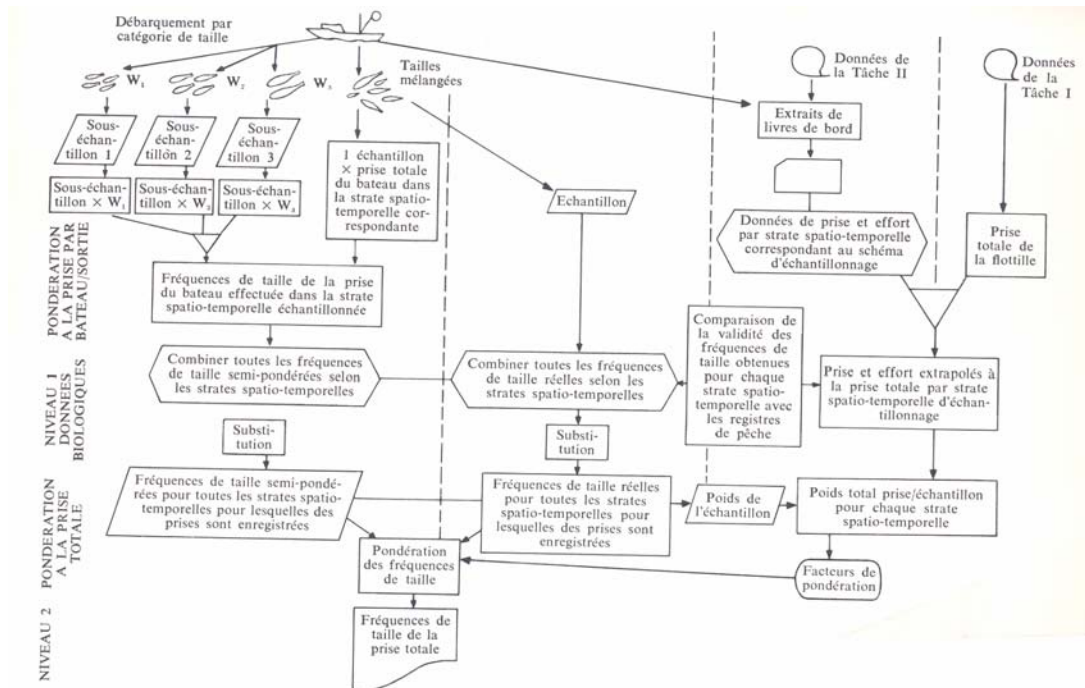 Débarquement par
catégorie de taille
W₁
W₂
W₃
Tailles
mélangées
Données de
la Tâche II
Données
de la
Tâche I
Sous-
échan-
tillon 1
Sous-
échan-
tillon 2
Sous-
échan-
tillon 3
1 échantillon
× prise totale
du bateau dans
la strate spatio-
temporelle cor-
respondante
Extraits de
livres de bord
Sous-échan-
tillon × W₁
Sous-échan-
tillon × W₂
Sous-échan-
tillon × W₃
Echantillon
Données de prise et effort
par strate spatio-temporelle
correspondant au schéma
d'échantillonnage
Prise
totale de
la flottille
PONDERATION
A LA PRISE PAR
BATEAU/SORTIE
Fréquences de taille de la prise
du bateau effectuée dans la strate
spatio-temporelle échantillonnée
Comparaison de
la validité des
fréquences de
taille obtenues
pour chaque
strate spatio-
temporelle avec
les registres
de pêche
NIVEAU 1
DONNEES
BIOLOGIQUES
Combiner toutes les fréquences
de taille semi-pondérées selon
les strates spatio-temporelles
Combiner toutes les fréquences
de taille réelles selon les
strates spatio-temporelles
Prise et effort extrapolés à
la prise totale par strate
spatio-temporelle d'échan-
tillonnage
Substi-
tution
Substi-
tution
PONDERATION
A LA PRISE
TOTALE
Fréquences de taille semi-pondé-
rées pour toutes les strates spatio-
temporelles pour lesquelles des
prises sont enregistrées
Fréquences de taille réelles
pour toutes les strates
spatio-temporelles pour
lesquelles des prises sont
enregistrées
Poids de
l'échantillon
Poids total prise/échantillon
pour chaque strate
spatio-temporelle
Pondération
des fréquences
de taille
Facteurs de
pondération
NIVEAU 2
Fréquences de
taille de la
prise totale